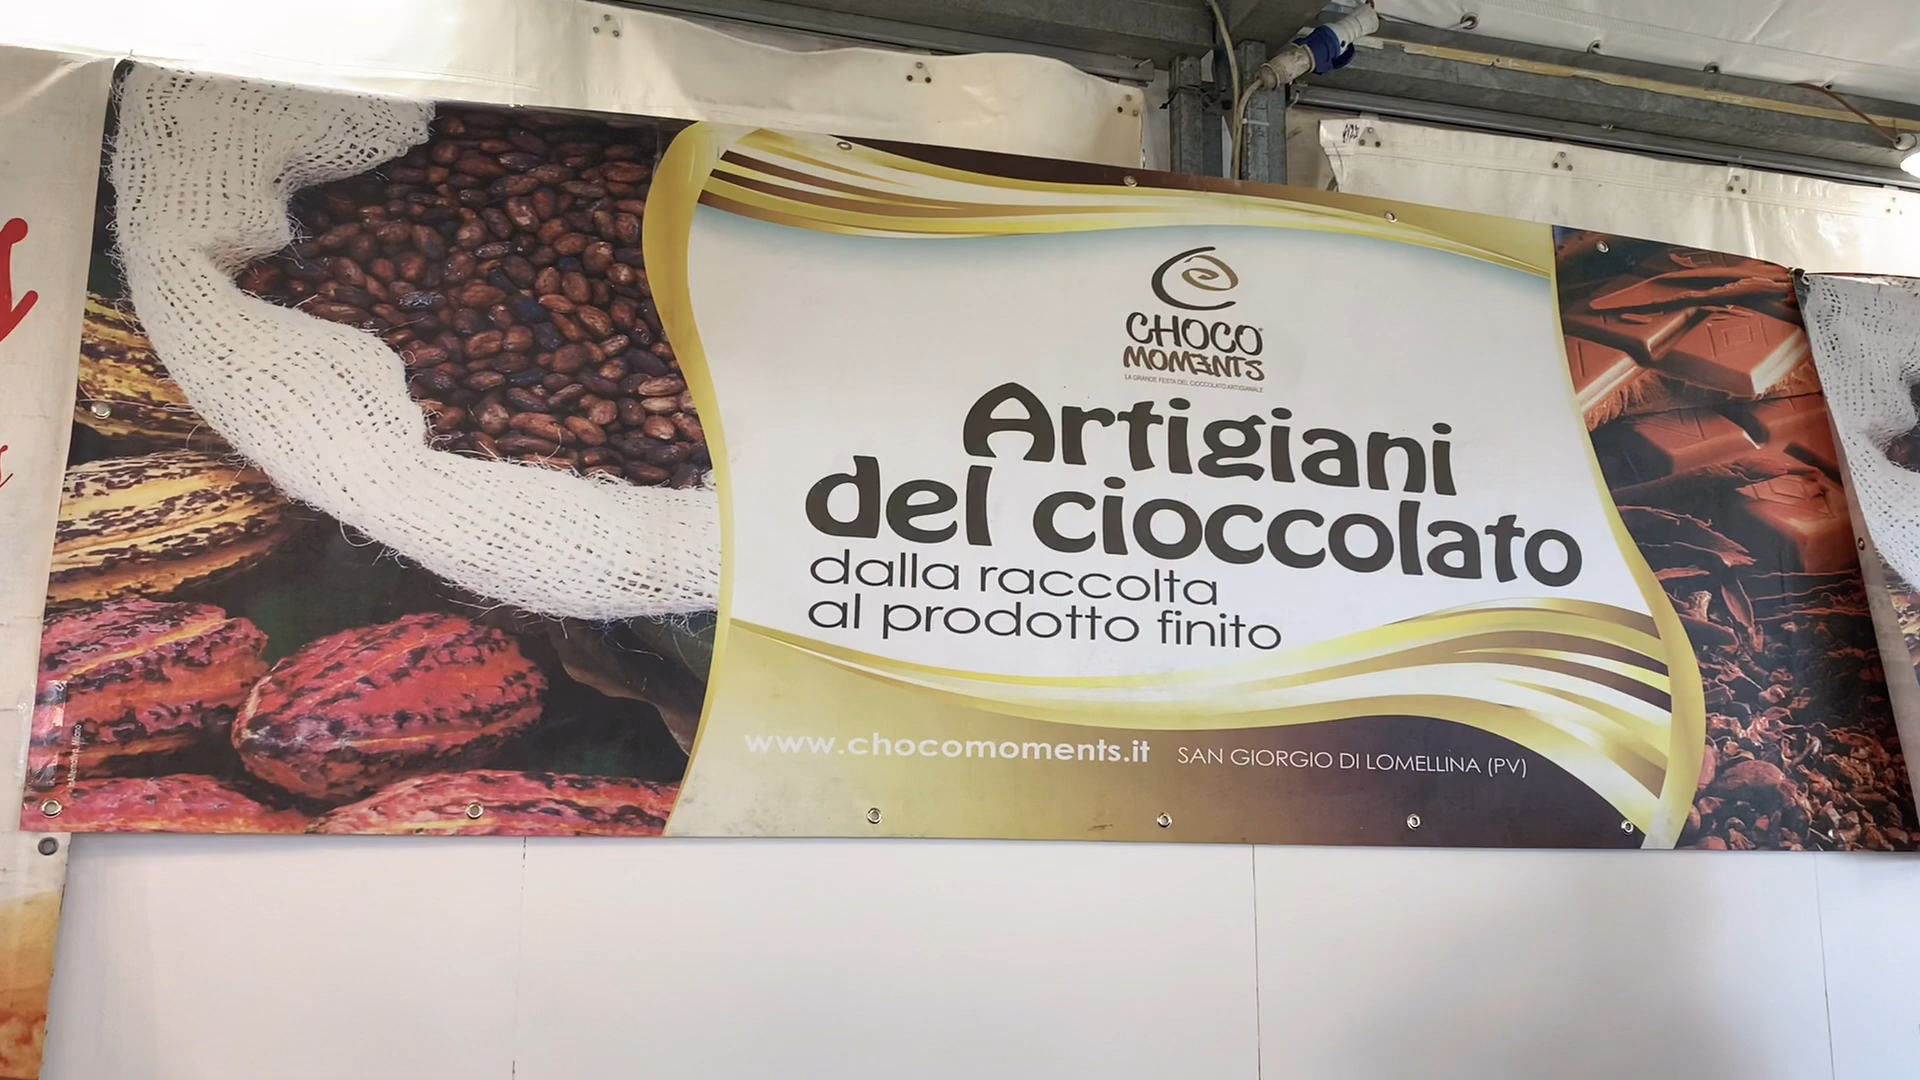 CHOCO
MOMENTS
LA GRANDE FESTA DEL CIOCCOLATO ARTIGIANALE
Artigiani
del cioccolato
dalla raccolta
al prodotto finito
www.chocomoments.it SAN GIORGIO DI LOMELLINA (PV)